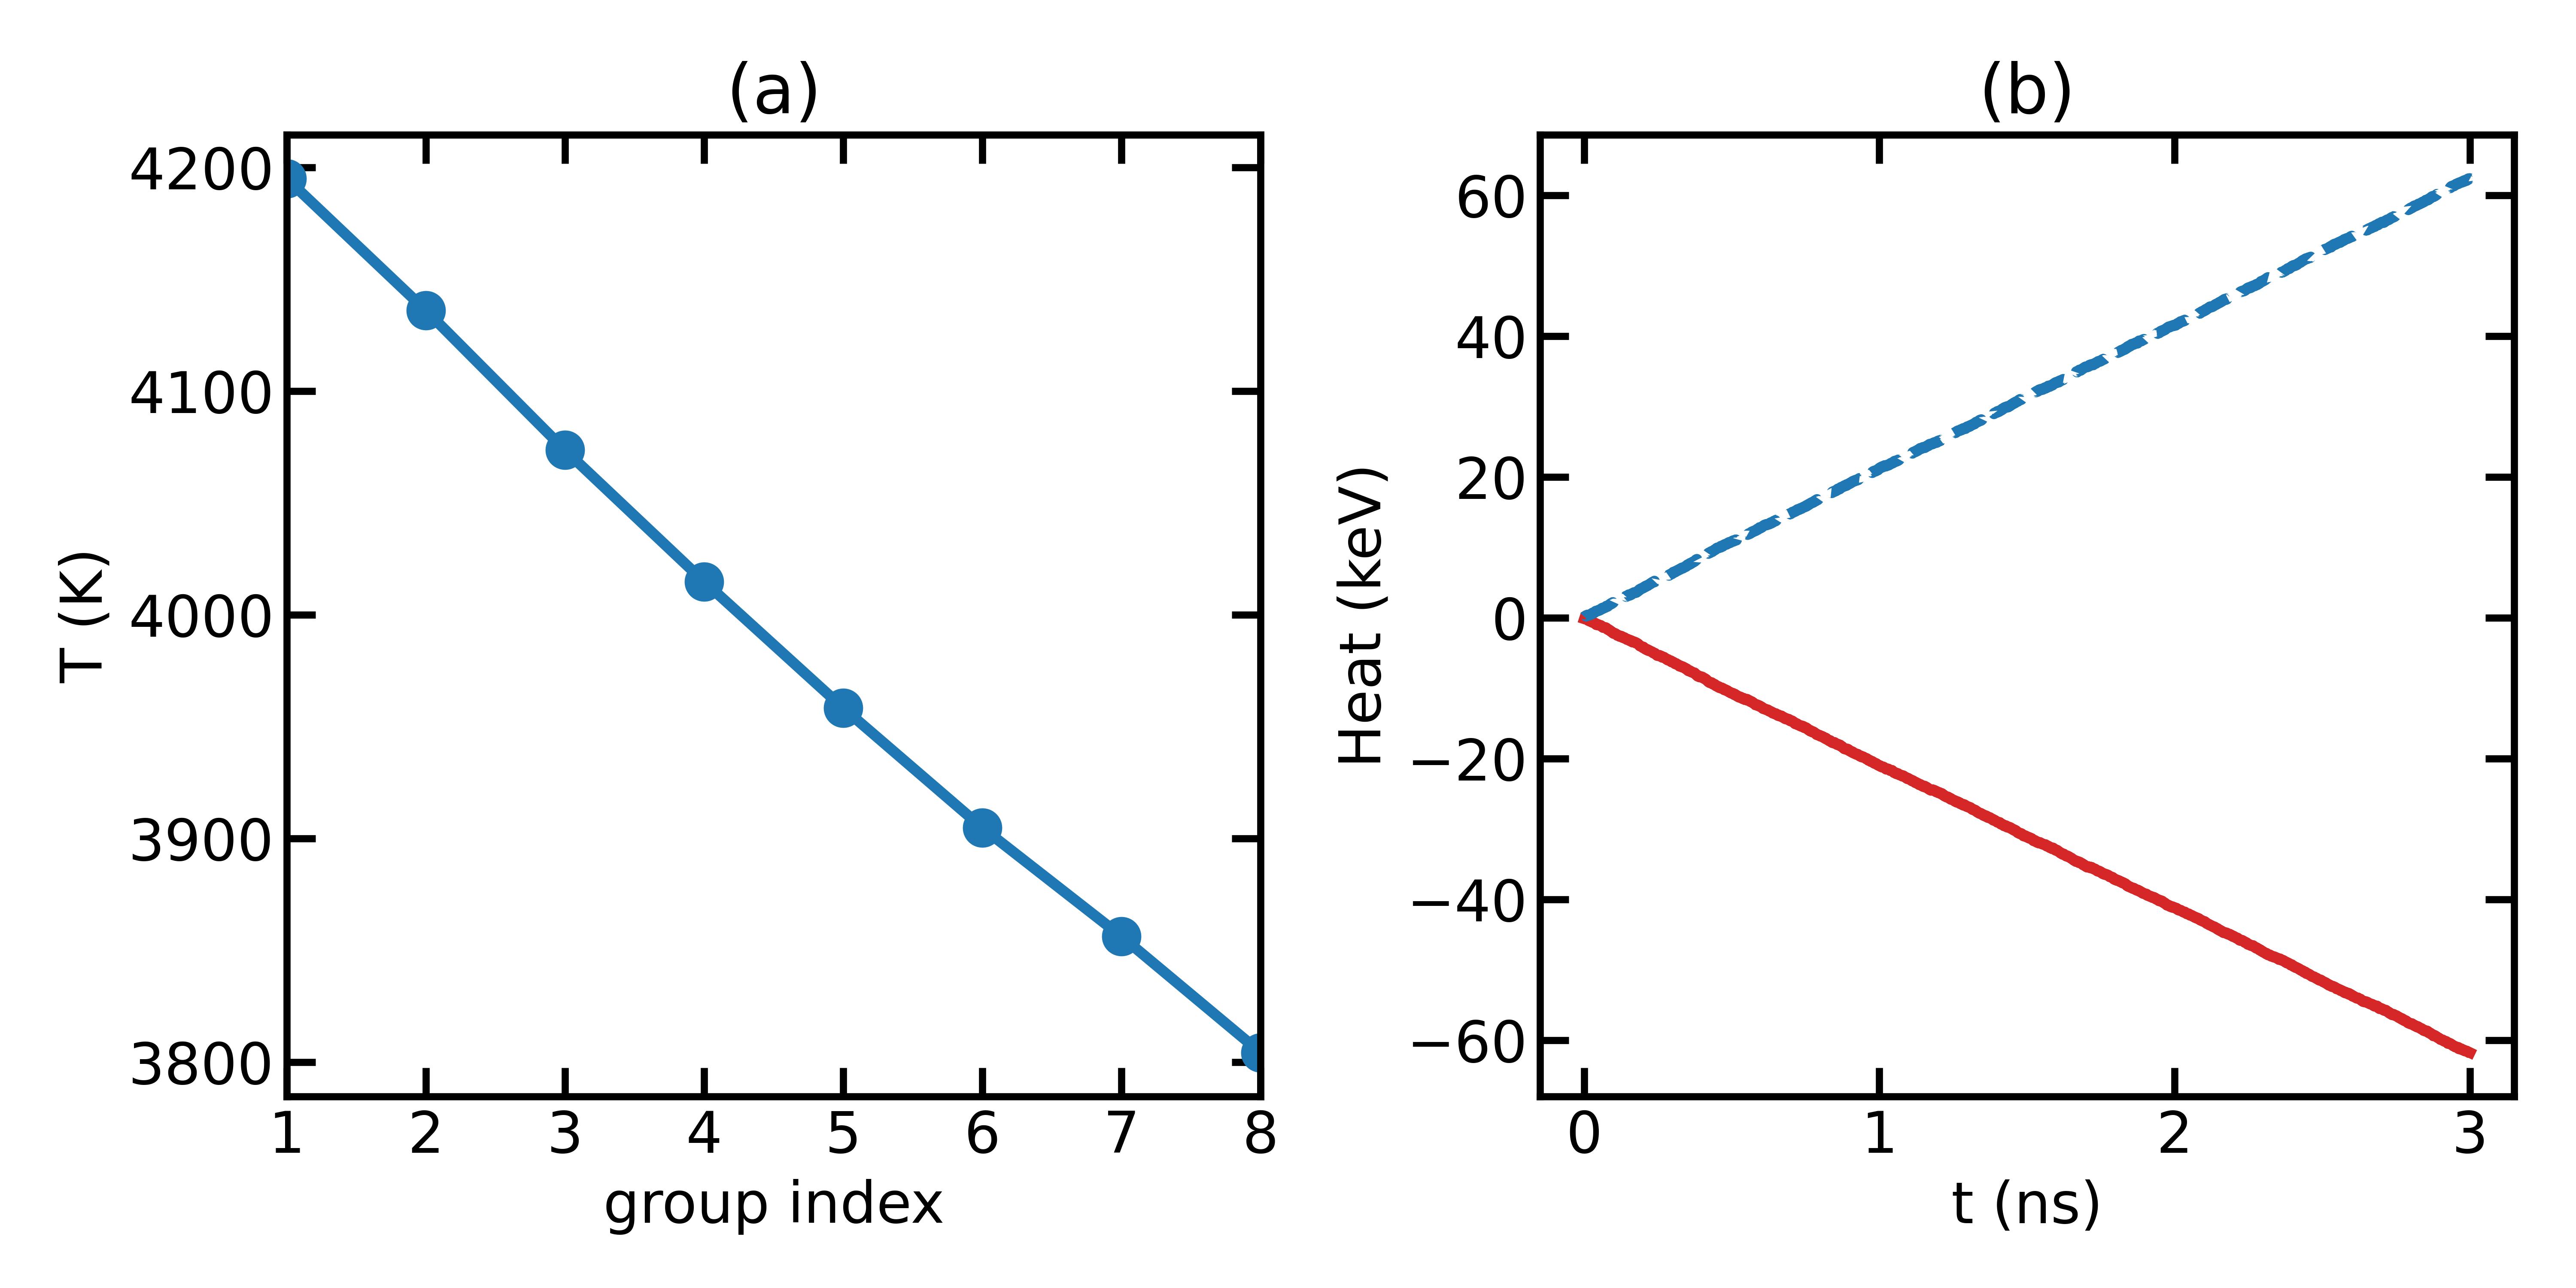 (a)
4200
4100
4000
3900
3800
T (K)
1 2 3 4 5 6 7 8
group index
(b)
60
40
20
0
−20
−40
−60
Heat (keV)
0 1 2 3
t (ns)